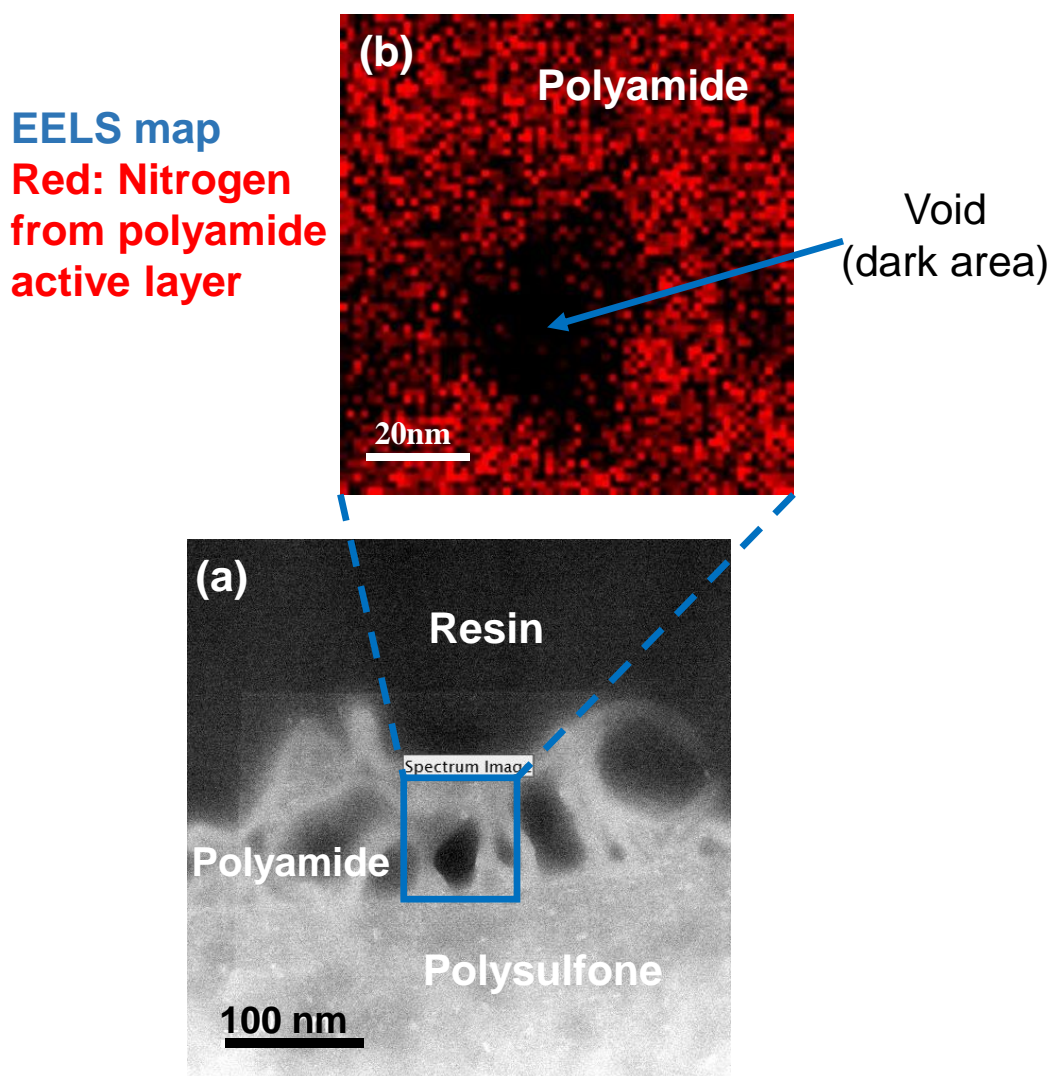 (b)
Polyamide
EELS map
Red: Nitrogen
from polyamide
active layer
Void
(dark area)
20nm
(a)
Resin
Spectrum Image
Polyamide
Polysulfone
100 nm